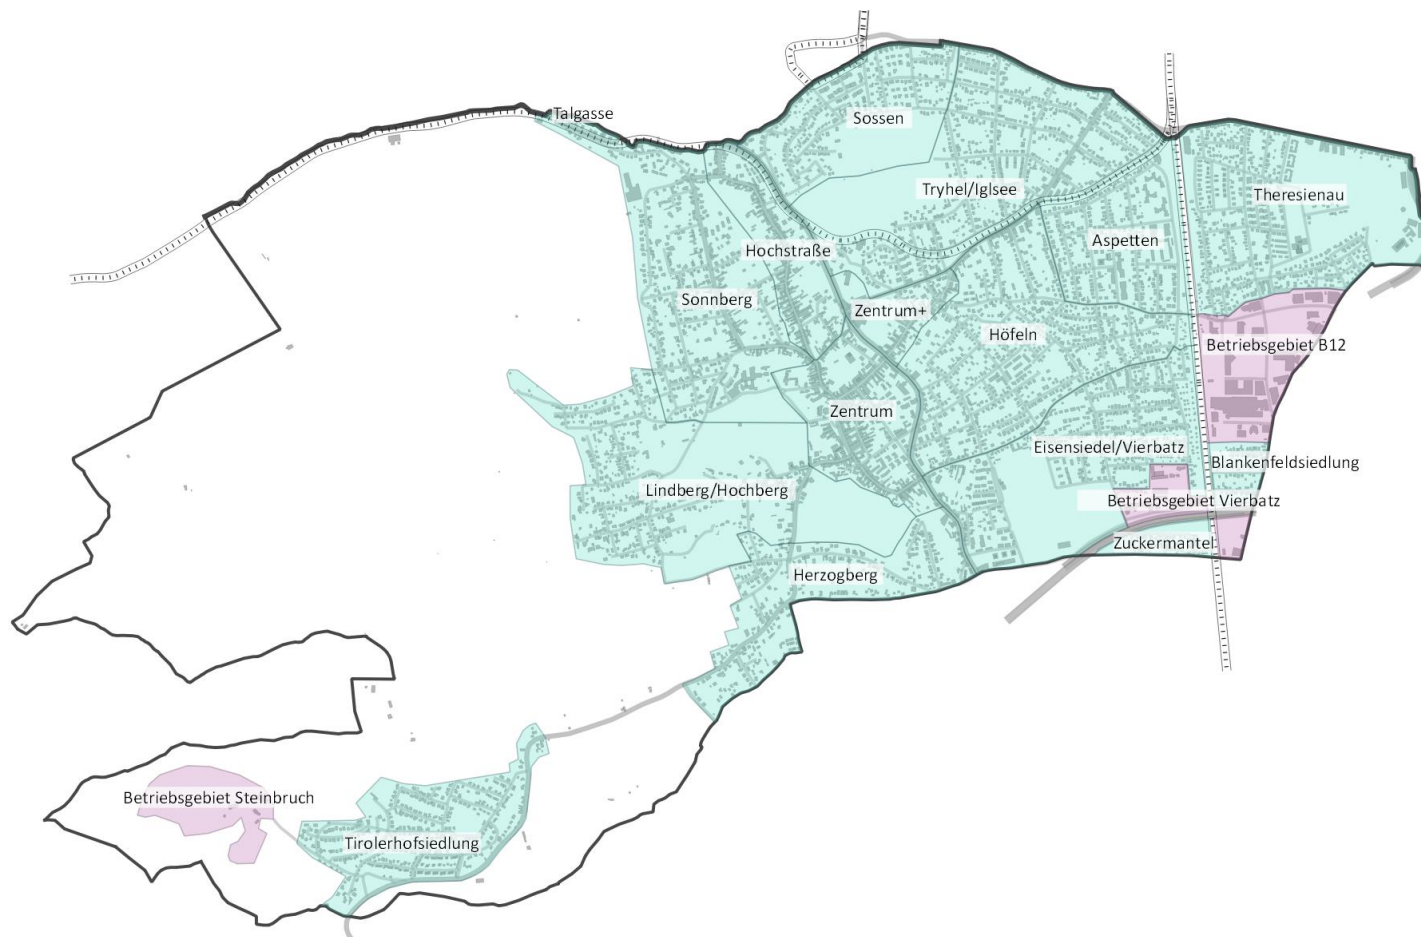 Talgasse
Sossen
Tryhel/Iglsee
Theresienau
Aspetten
Hochstraße
Sonnberg
Zentrum+
Höfeln
Betriebsgebiet B12
Zentrum
Eisensiedel/Vierbatz
Blankenfeldsiedlung
Lindberg/Hochberg
Betriebsgebiet Vierbatz
Zuckermantel
Herzogberg
Betriebsgebiet Steinbruch
Tirolerhofsiedlung